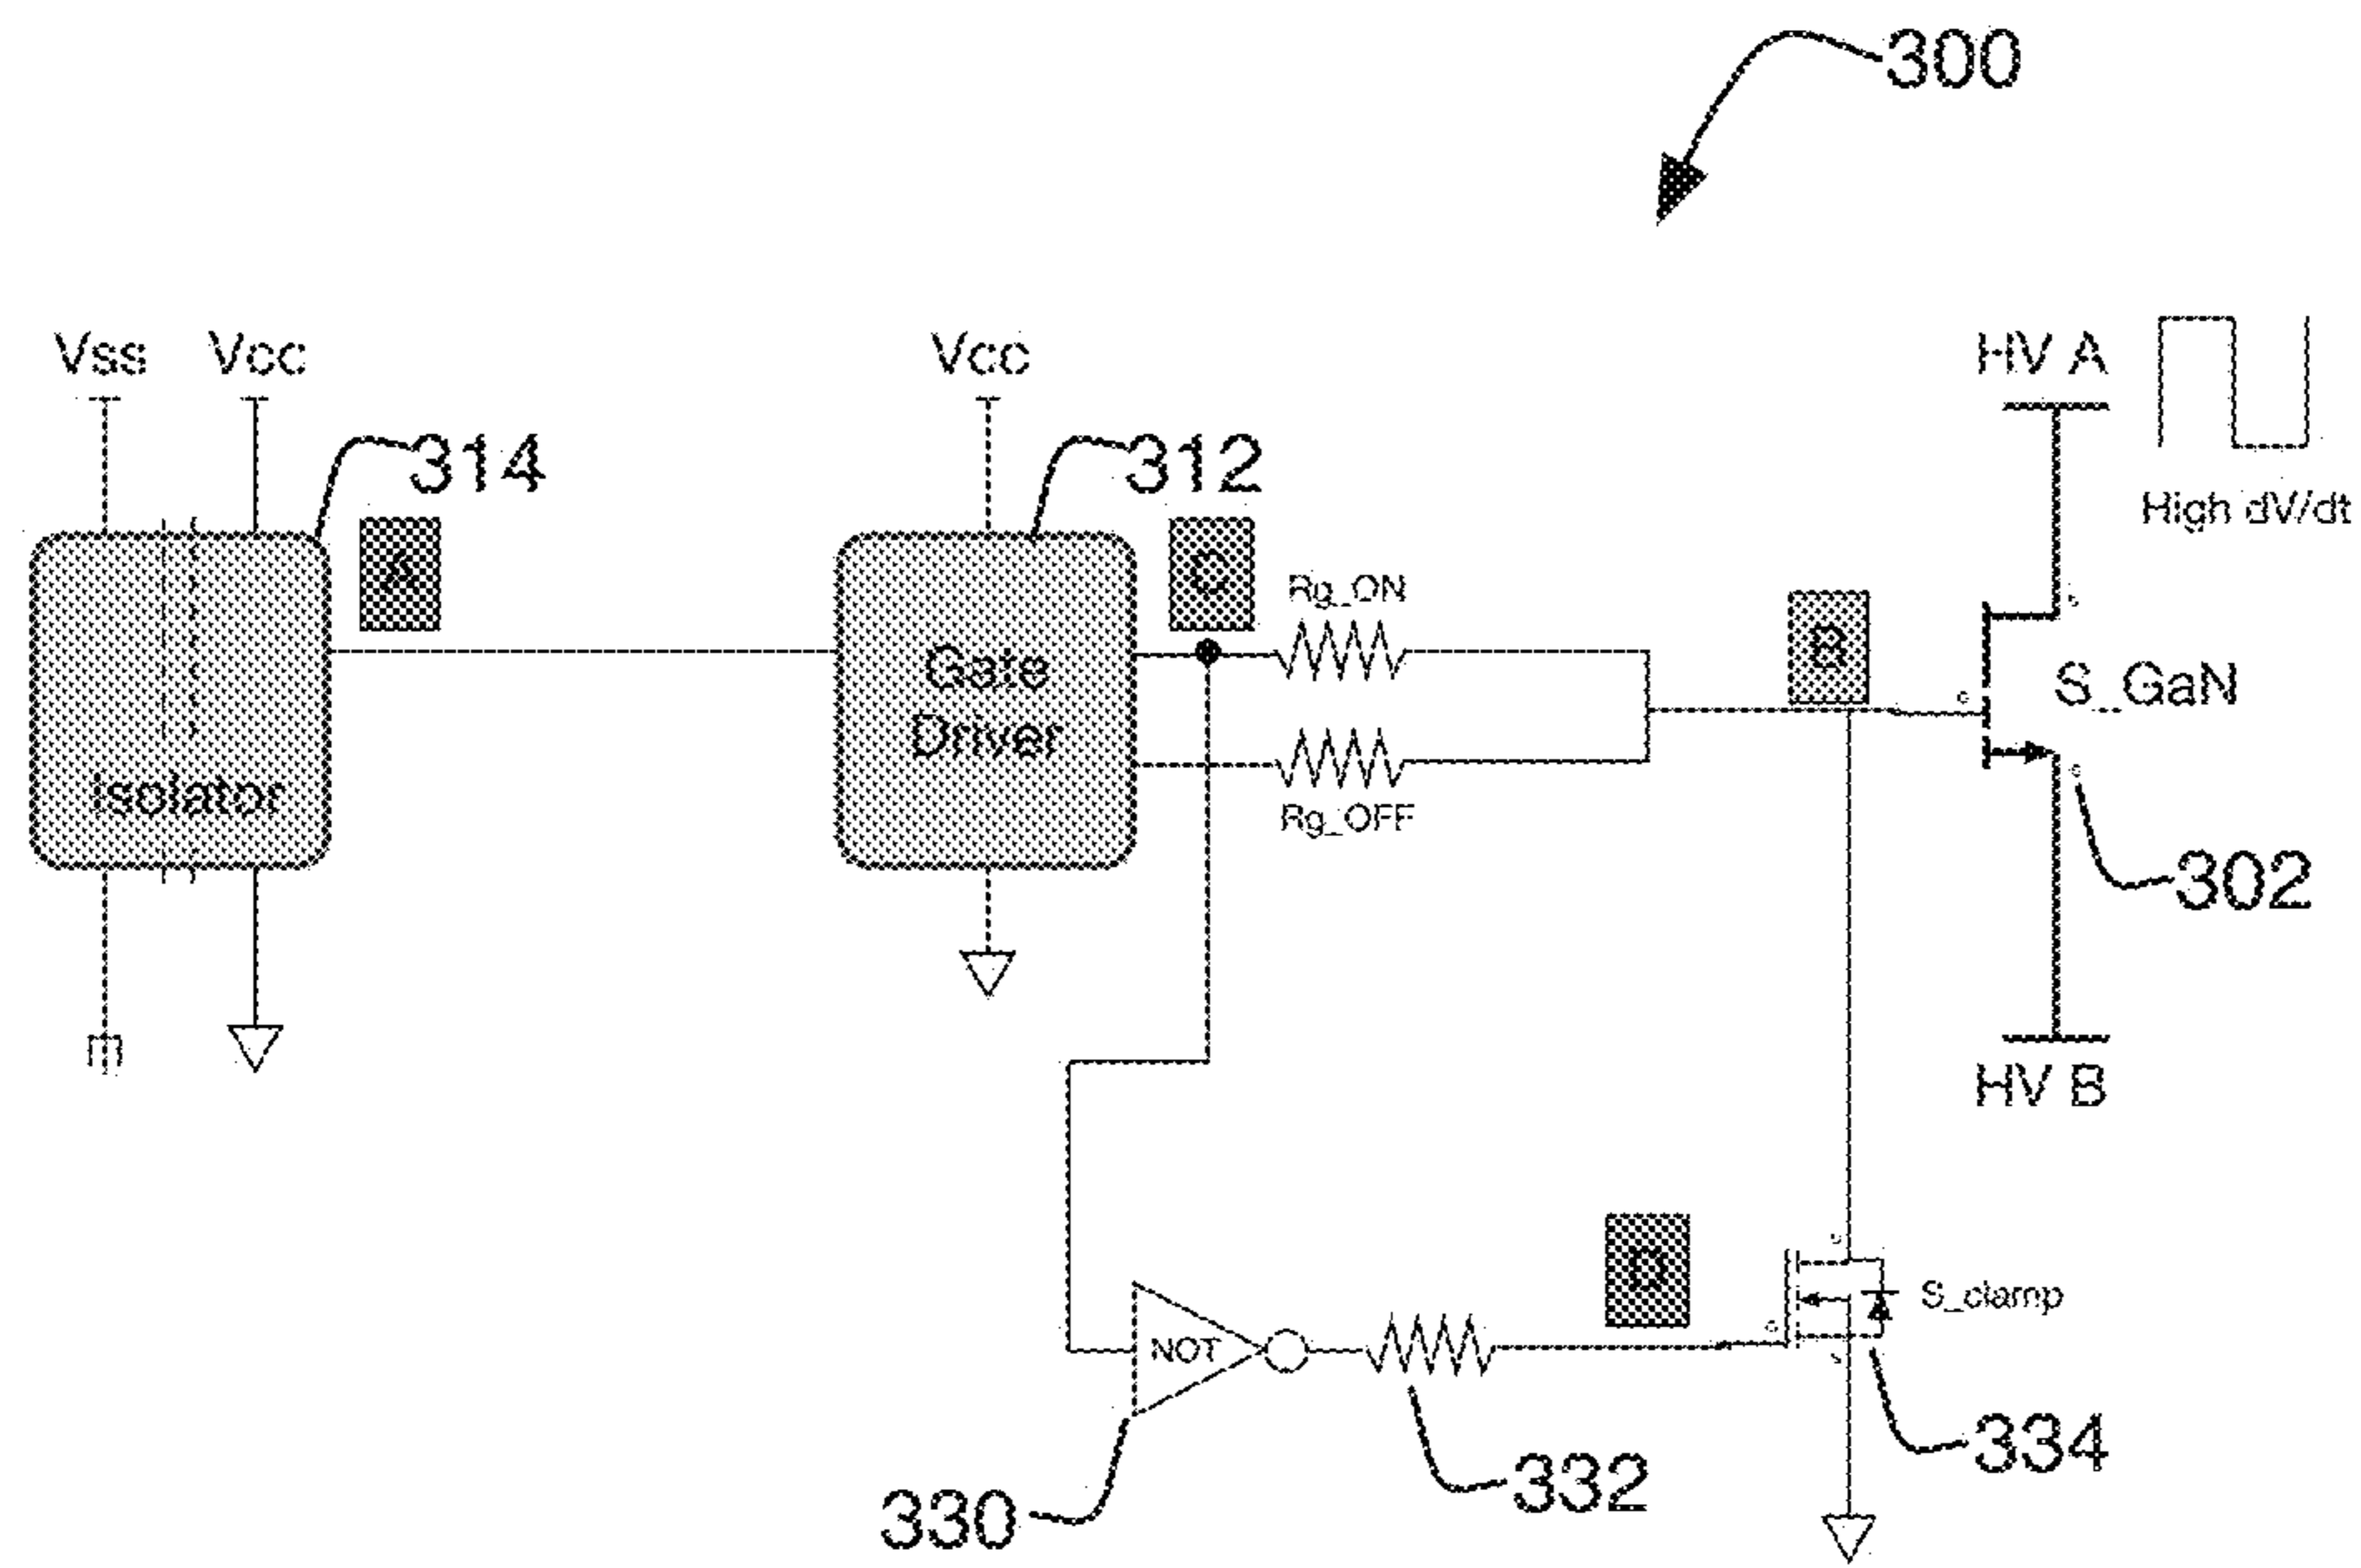 300
Vss
Vcc
Vcc
HV A
314
312
High dV/dt
A
C
Rg_ON
B
Gate
Driver
S_GaN
Isolator
Rg_OFF
302
HV B
D
S_clamp
NOT
334
332
330